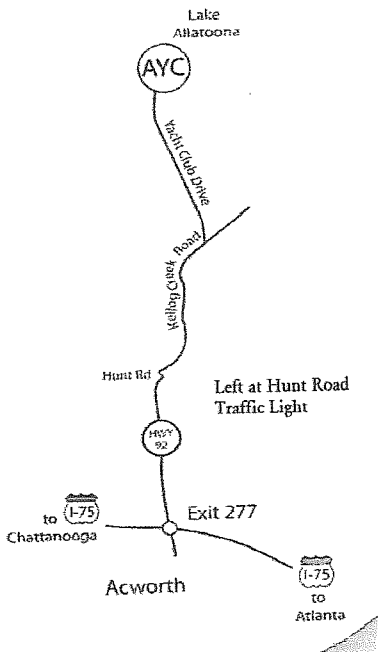 Lake
Allatoona
AYC
Yacht Club Drive
Kellog Creek Road
Hunt Rd
Left at Hunt Road
Traffic Light
HWY
92
Exit 277
I-75
to
Chattanooga
Acworth
I-75
to
Atlanta